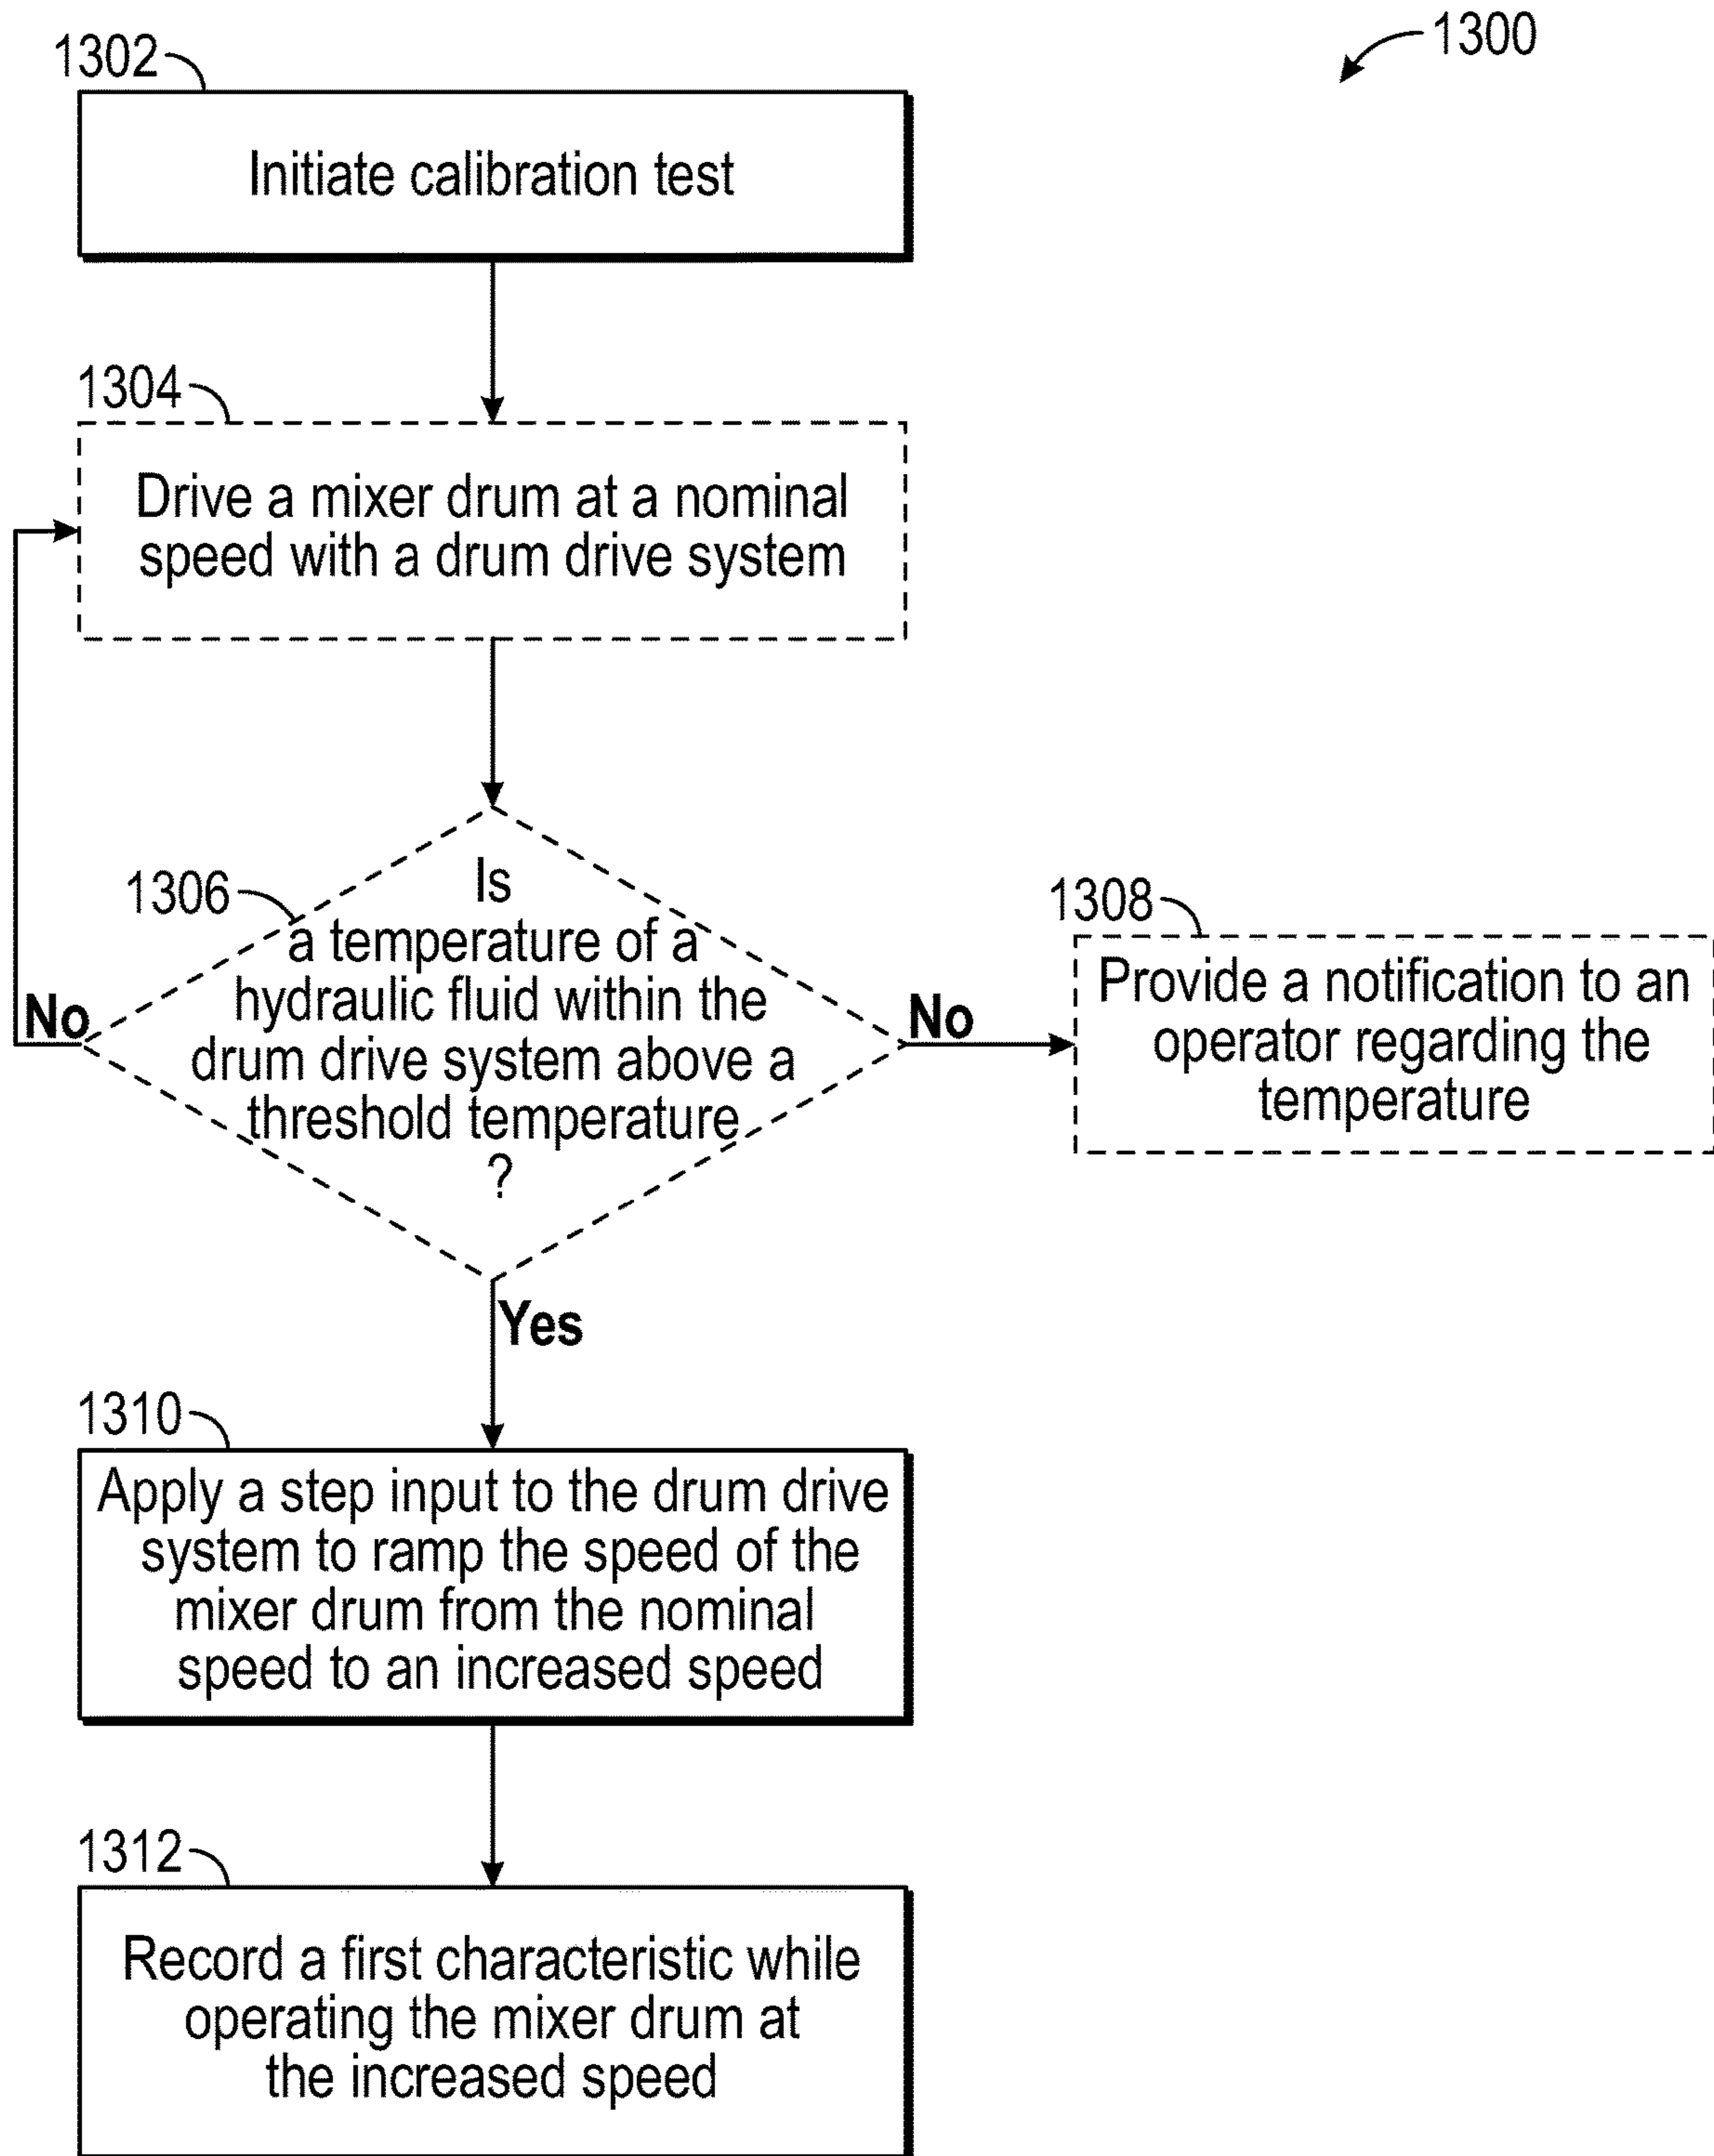 1300
1302
Initiate calibration test
1304
Drive a mixer drum at a nominal
speed with a drum drive system
1306
Is
a temperature of a
hydraulic fluid within the
drum drive system above a
threshold temperature
?
No
No
1308
Provide a notification to an
operator regarding the
temperature
Yes
1310
Apply a step input to the drum drive
system to ramp the speed of the
mixer drum from the nominal
speed to an increased speed
1312
Record a first characteristic while
operating the mixer drum at
the increased speed